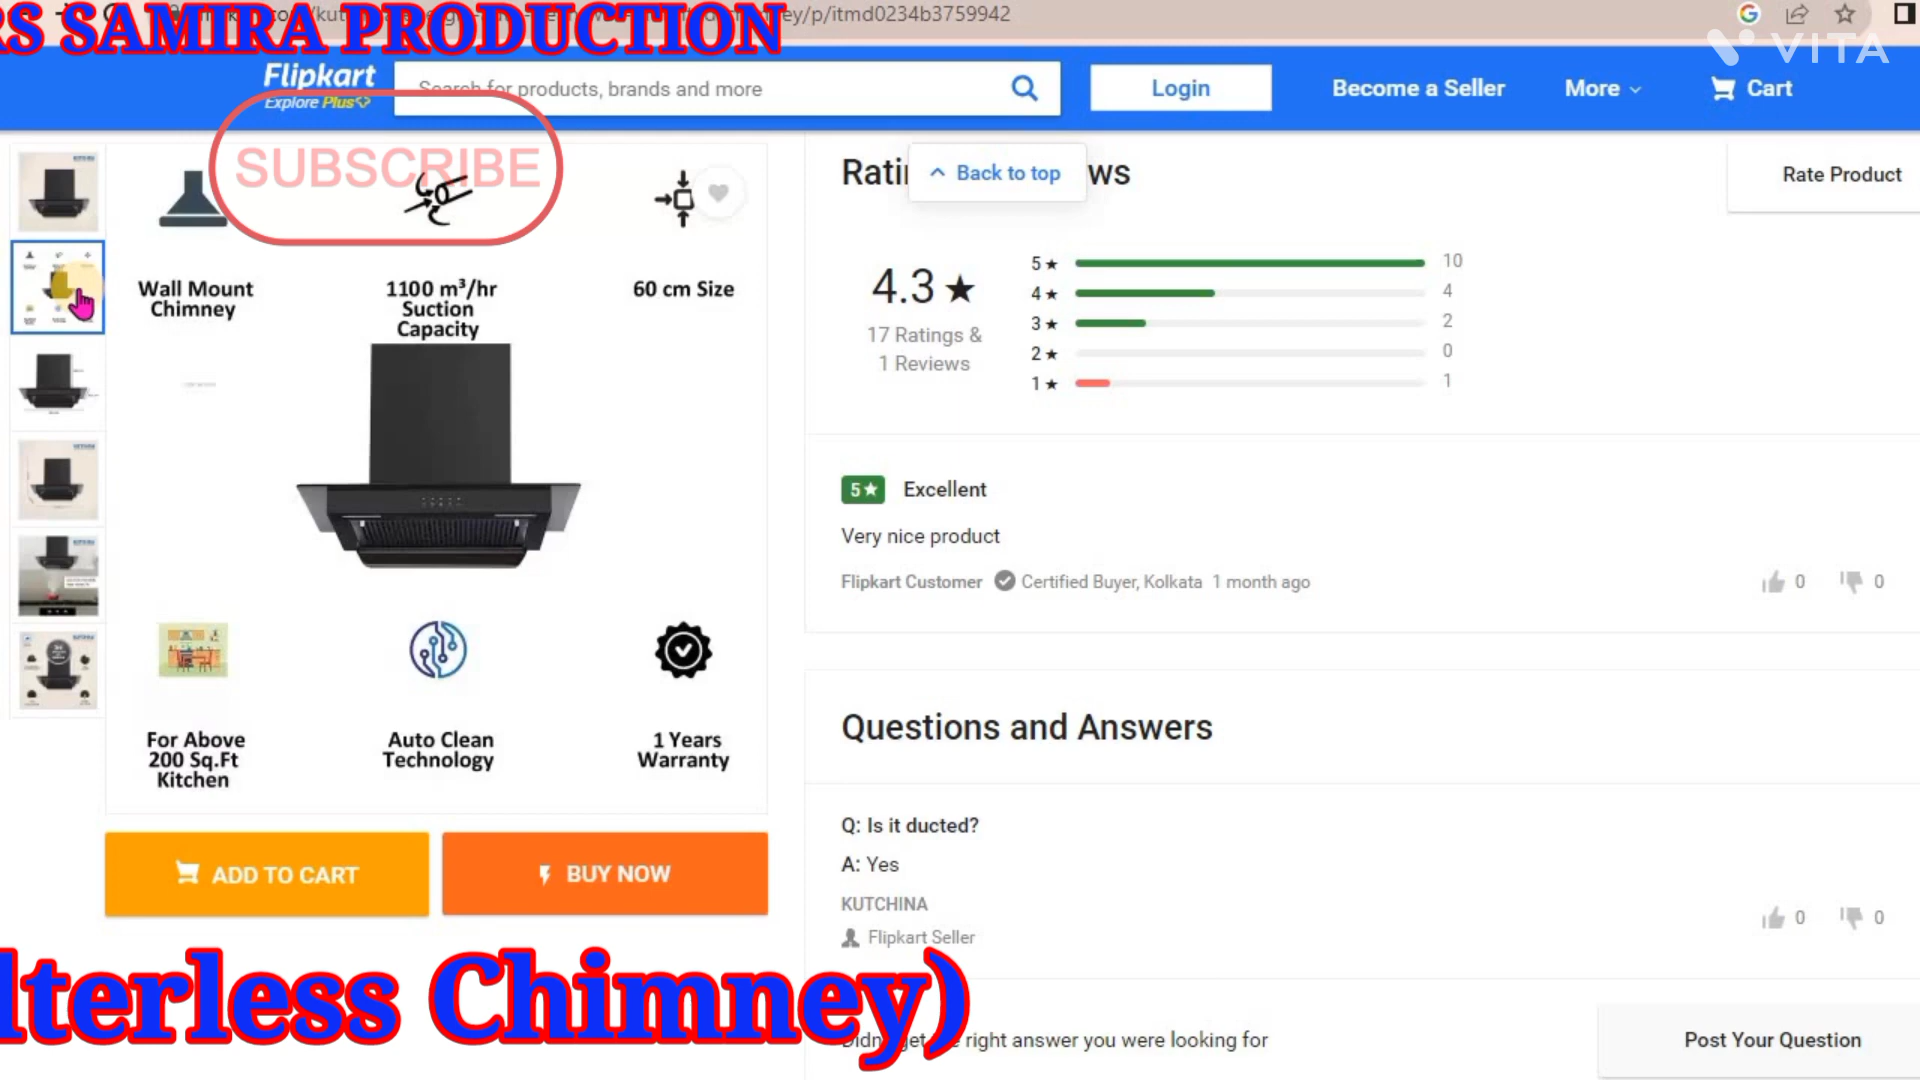 RS SAMIRA PRODUCTION
ey/p/itmd0234b3759942
VITA
Flipkart
Explore Plus
Search for products, brands and more
Login
Become a Seller
More
Cart
SUBSCRIBE
Back to top
Rate Product
Wall Mount
Chimney
1100 m³/hr
Suction
Capacity
60 cm Size
4.3★
17 Ratings &
1 Reviews
5★ 10
4★ 4
3★ 2
2★ 0
1★ 1
5★ Excellent
Very nice product
Flipkart Customer Certified Buyer, Kolkata 1 month ago
0 0
For Above
200 Sq.Ft
Kitchen
Auto Clean
Technology
1 Years
Warranty
Questions and Answers
Q: Is it ducted?
A: Yes
KUTCHINA
Flipkart Seller
0 0
ADD TO CART
BUY NOW
lterless Chimney)
right answer you were looking for
Post Your Question